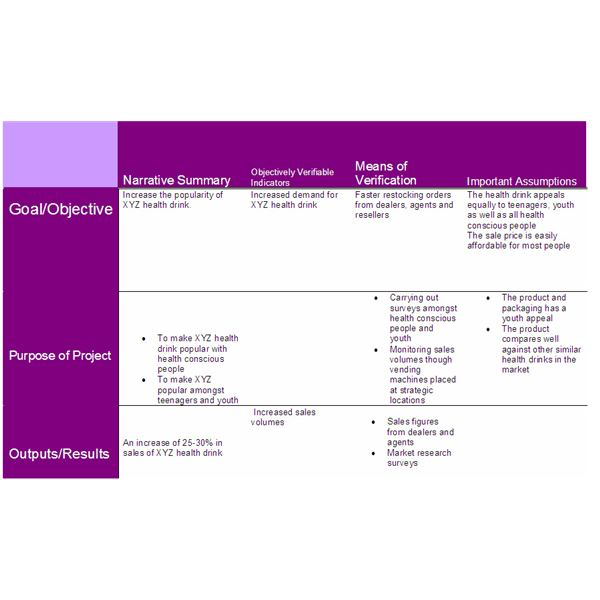 Narrative Summary
Objectively Verifiable
Indicators
Means of
Verification
Important Assumptions
Goal/Objective
Increase the popularity of
XYZ health drink.
Increased demand for
XYZ health drink
Faster restocking orders
from dealers, agents and
resellers
The health drink appeals
equally to teenagers, youth
as well as all health
conscious people
The sale price is easily
affordable for most people
Purpose of Project
• To make XYZ health
drink popular with
health conscious
people
• To make XYZ
popular amongst
teenagers and youth
• Carrying out
surveys amongst
health conscious
people and
youth
• Monitoring sales
volumes though
vending
machines placed
at strategic
locations
• The product and
packaging has a
youth appeal
• The product
compares well
against other similar
health drinks in the
market
Outputs/Results
An increase of 25-30% in
sales of XYZ health drink
Increased sales
volumes
• Sales figures
from dealers and
agents
• Market research
surveys